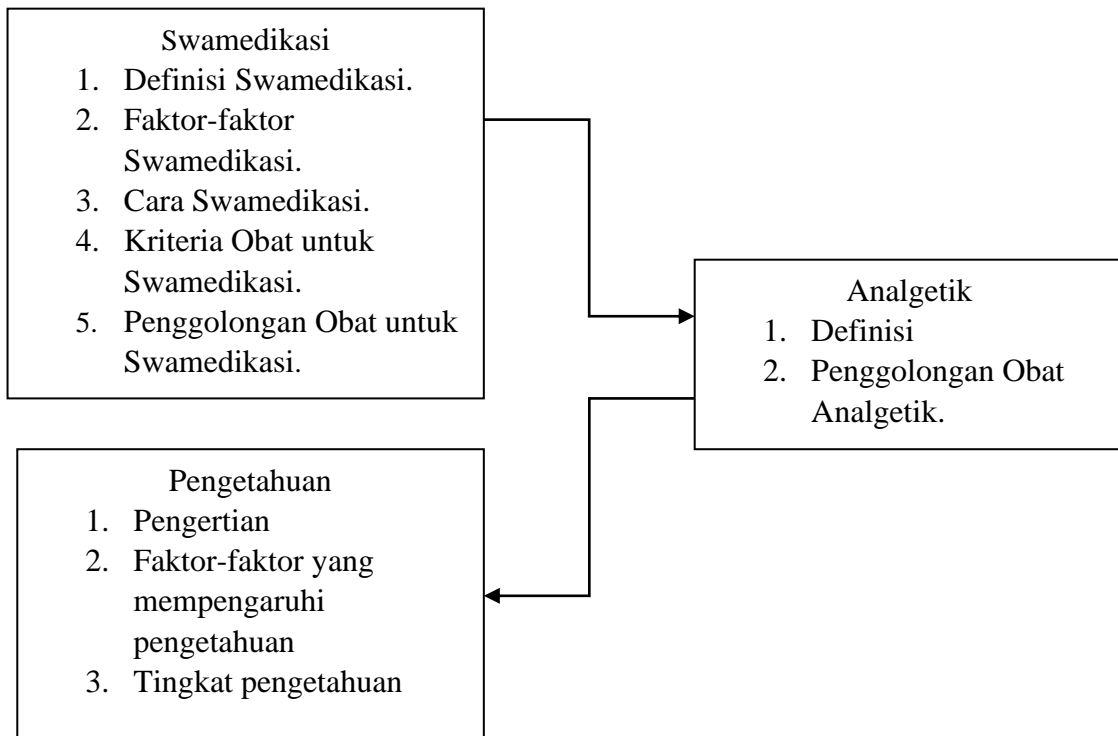 Swamedikasi
1. Definisi Swamedikasi.
2. Faktor-faktor
Swamedikasi.
3. Cara Swamedikasi.
4. Kriteria Obat untuk
Swamedikasi.
5. Penggolongan Obat untuk
Swamedikasi.
Analgetik
1. Definisi
2. Penggolongan Obat
Analgetik.
Pengetahuan
1. Pengertian
2. Faktor-faktor yang
mempengaruhi
pengetahuan
3. Tingkat pengetahuan